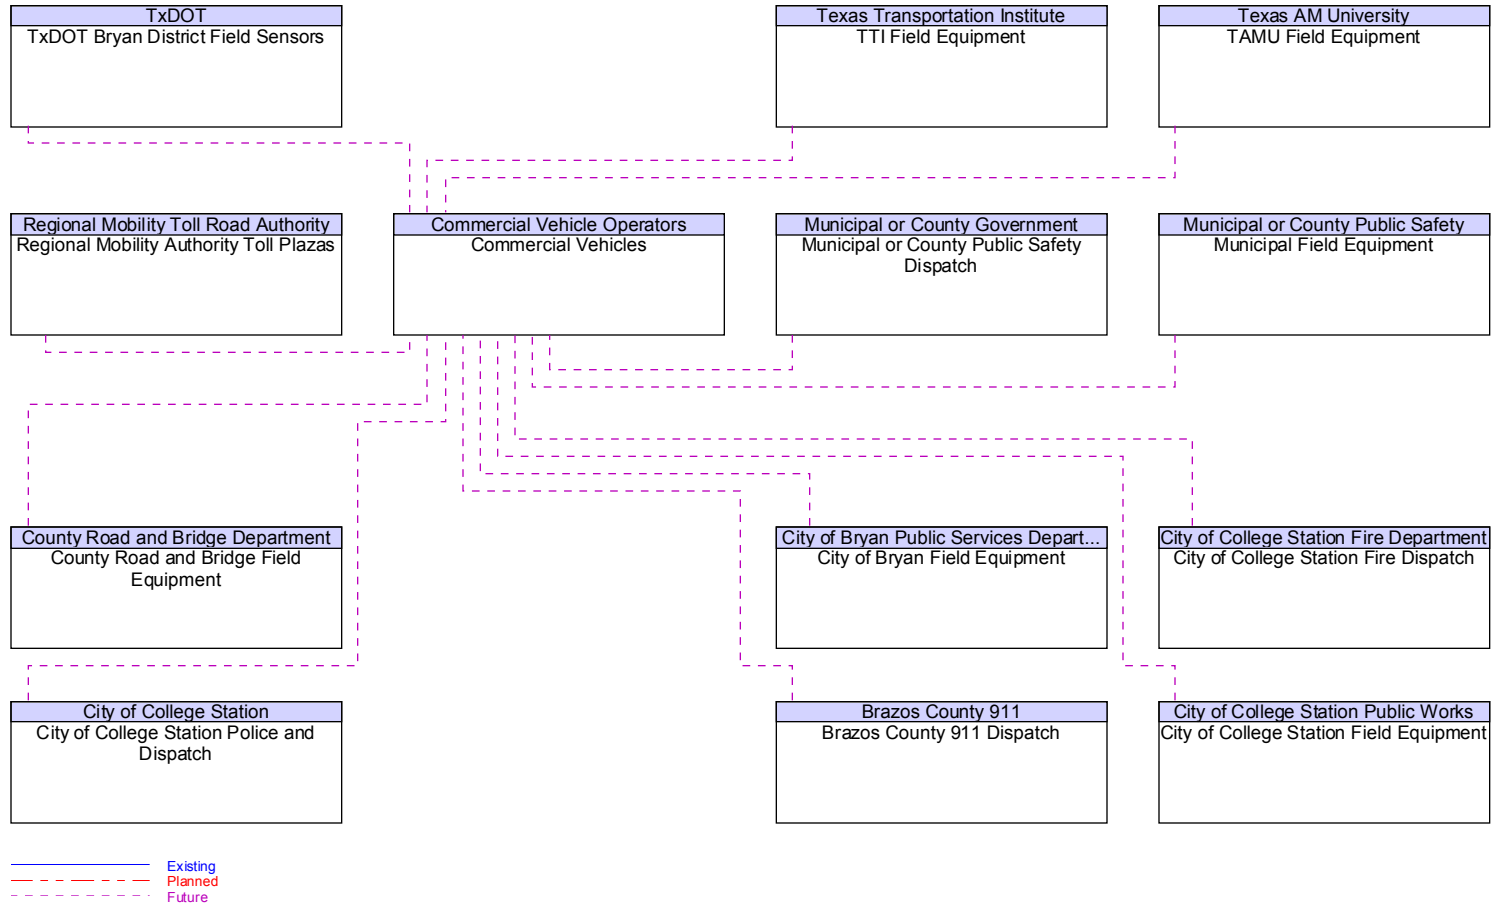 TxDOT
TxDOT Bryan District Field Sensors
Texas Transportation Institute
TTI Field Equipment
Texas AM University
TAMU Field Equipment
Regional Mobility Toll Road Authority
Regional Mobility Authority Toll Plazas
Commercial Vehicle Operators
Commercial Vehicles
Municipal or County Government
Municipal or County Public Safety
Dispatch
Municipal or County Public Safety
Municipal Field Equipment
County Road and Bridge Department
County Road and Bridge Field
Equipment
City of Bryan Public Services Depart...
City of Bryan Field Equipment
City of College Station Fire Department
City of College Station Fire Dispatch
City of College Station
City of College Station Police and
Dispatch
Brazos County 911
Brazos County 911 Dispatch
City of College Station Public Works
City of College Station Field Equipment
Existing
Planned
Future